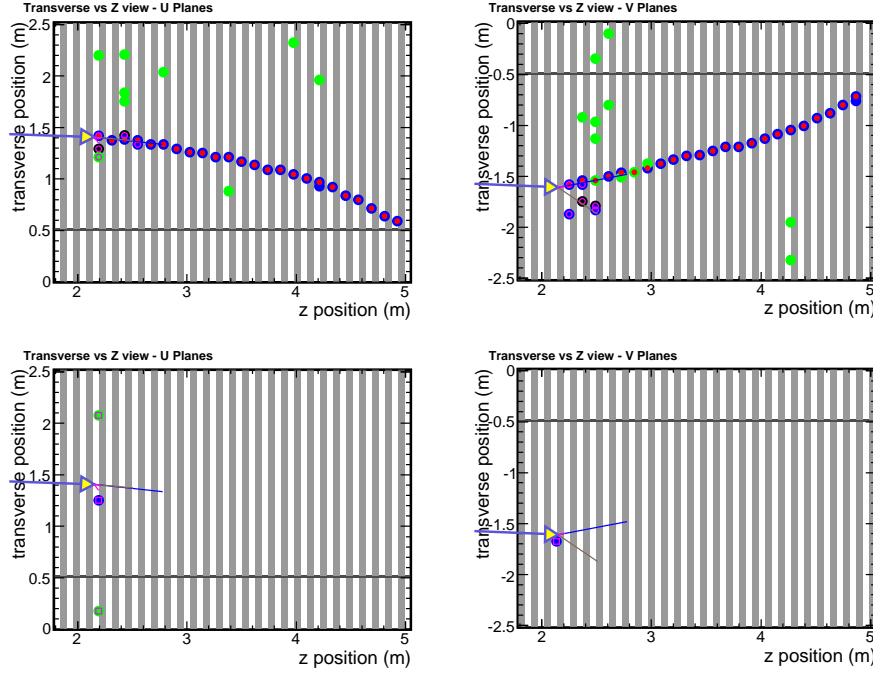 Transverse vs Z view - U Planes
transverse position (m)
2.5
2
1.5
1
0.5
0
2 3 4 5
z position (m)
Transverse vs Z view - V Planes
transverse position (m)
0
-0.5
-1
-1.5
-2
-2.5
2 3 4 5
z position (m)
Transverse vs Z view - U Planes
transverse position (m)
2.5
2
1.5
1
0.5
0
2 3 4 5
z position (m)
Transverse vs Z view - V Planes
transverse position (m)
0
-0.5
-1
-1.5
-2
-2.5
2 3 4 5
z position (m)